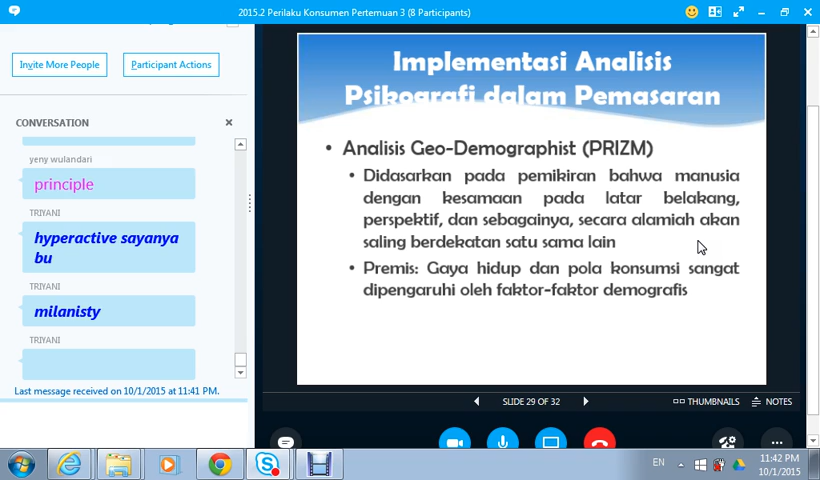 2015.2 Perilaku Konsumen Pertemuan 3 (8 Participants)
Invite More People
Participant Actions
CONVERSATION
yeny wulandari
principle
TRIYANI
hyperactive sayanya
bu
TRIYANI
milanisty
TRIYANI
Last message received on 10/1/2015 at 11:41 PM.
Implementasi Analisis
Psikografi dalam Pemasaran
• Analisis Geo-Demographist (PRIZM)
• Didasarkan pada pemikiran bahwa manusia
dengan kesamaan pada latar belakang,
perspektif, dan sebagainya, secara alamiah akan
saling berdekatan satu sama lain
• Premis: Gaya hidup dan pola konsumsi sangat
dipengaruhi oleh faktor-faktor demografis
SLIDE 29 OF 32
THUMBNAILS
NOTES
EN
11:42 PM
10/1/2015